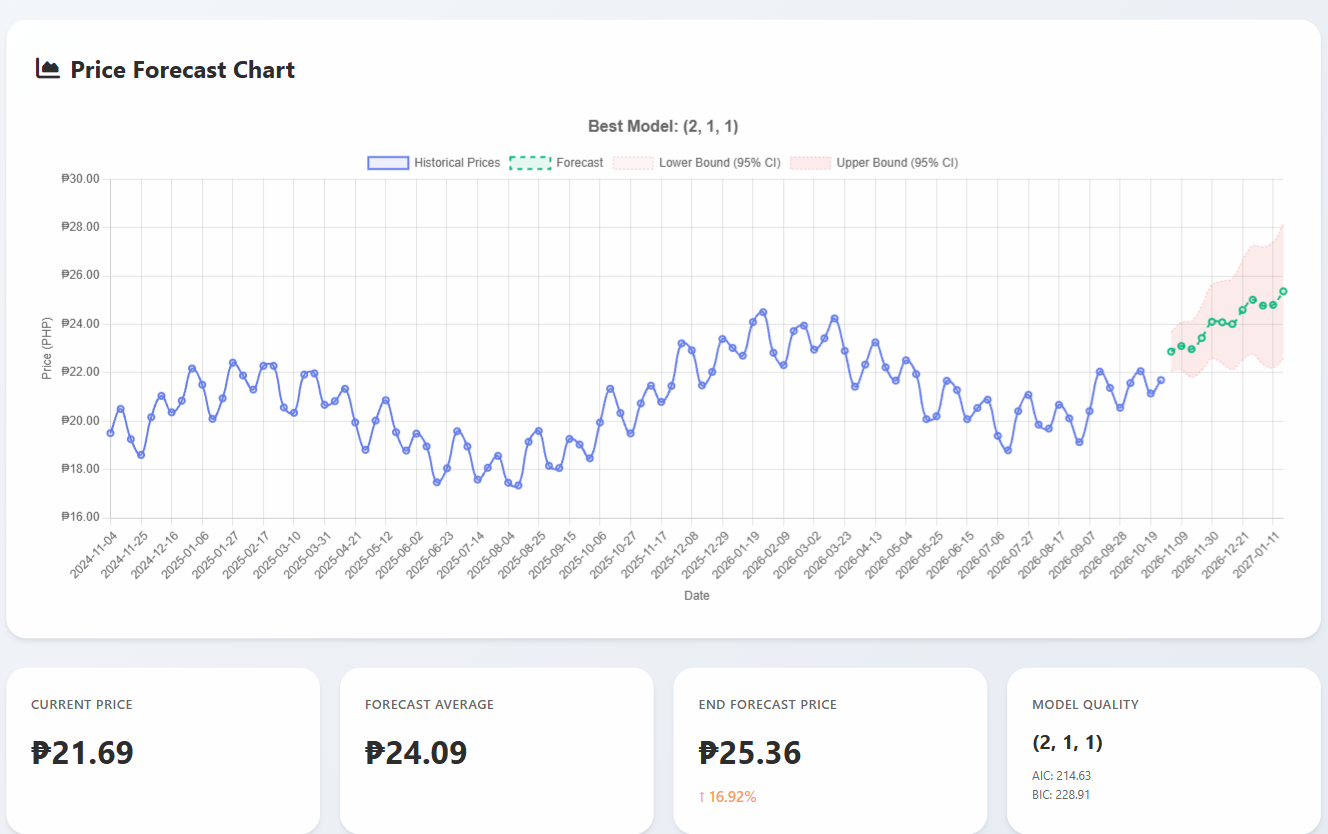 Price Forecast Chart
Best Model: (2, 1, 1)
Historical Prices Forecast Lower Bound (95% CI) Upper Bound (95% CI)
₱30.00
₱28.00
₱26.00
₱24.00
₱22.00
₱20.00
₱18.00
₱16.00
Price (PHP)
2024-11-04 2024-11-25 2024-12-16 2025-01-06 2025-01-27 2025-02-17 2025-03-10 2025-03-31 2025-04-21 2025-05-12 2025-06-02 2025-06-23 2025-07-14 2025-08-04 2025-08-25 2025-09-15 2025-10-06 2025-10-27 2025-11-17 2025-12-08 2025-12-29 2026-01-19 2026-02-09 2026-03-02 2026-03-23 2026-04-13 2026-05-04 2026-05-25 2026-06-15 2026-07-06 2026-07-27 2026-08-17 2026-09-07 2026-09-28 2026-10-19 2026-11-09 2026-11-30 2026-12-21 2027-01-11
Date
CURRENT PRICE
₱21.69
FORECAST AVERAGE
₱24.09
END FORECAST PRICE
₱25.36
↑ 16.92%
MODEL QUALITY
(2, 1, 1)
AIC: 214.63
BIC: 228.91